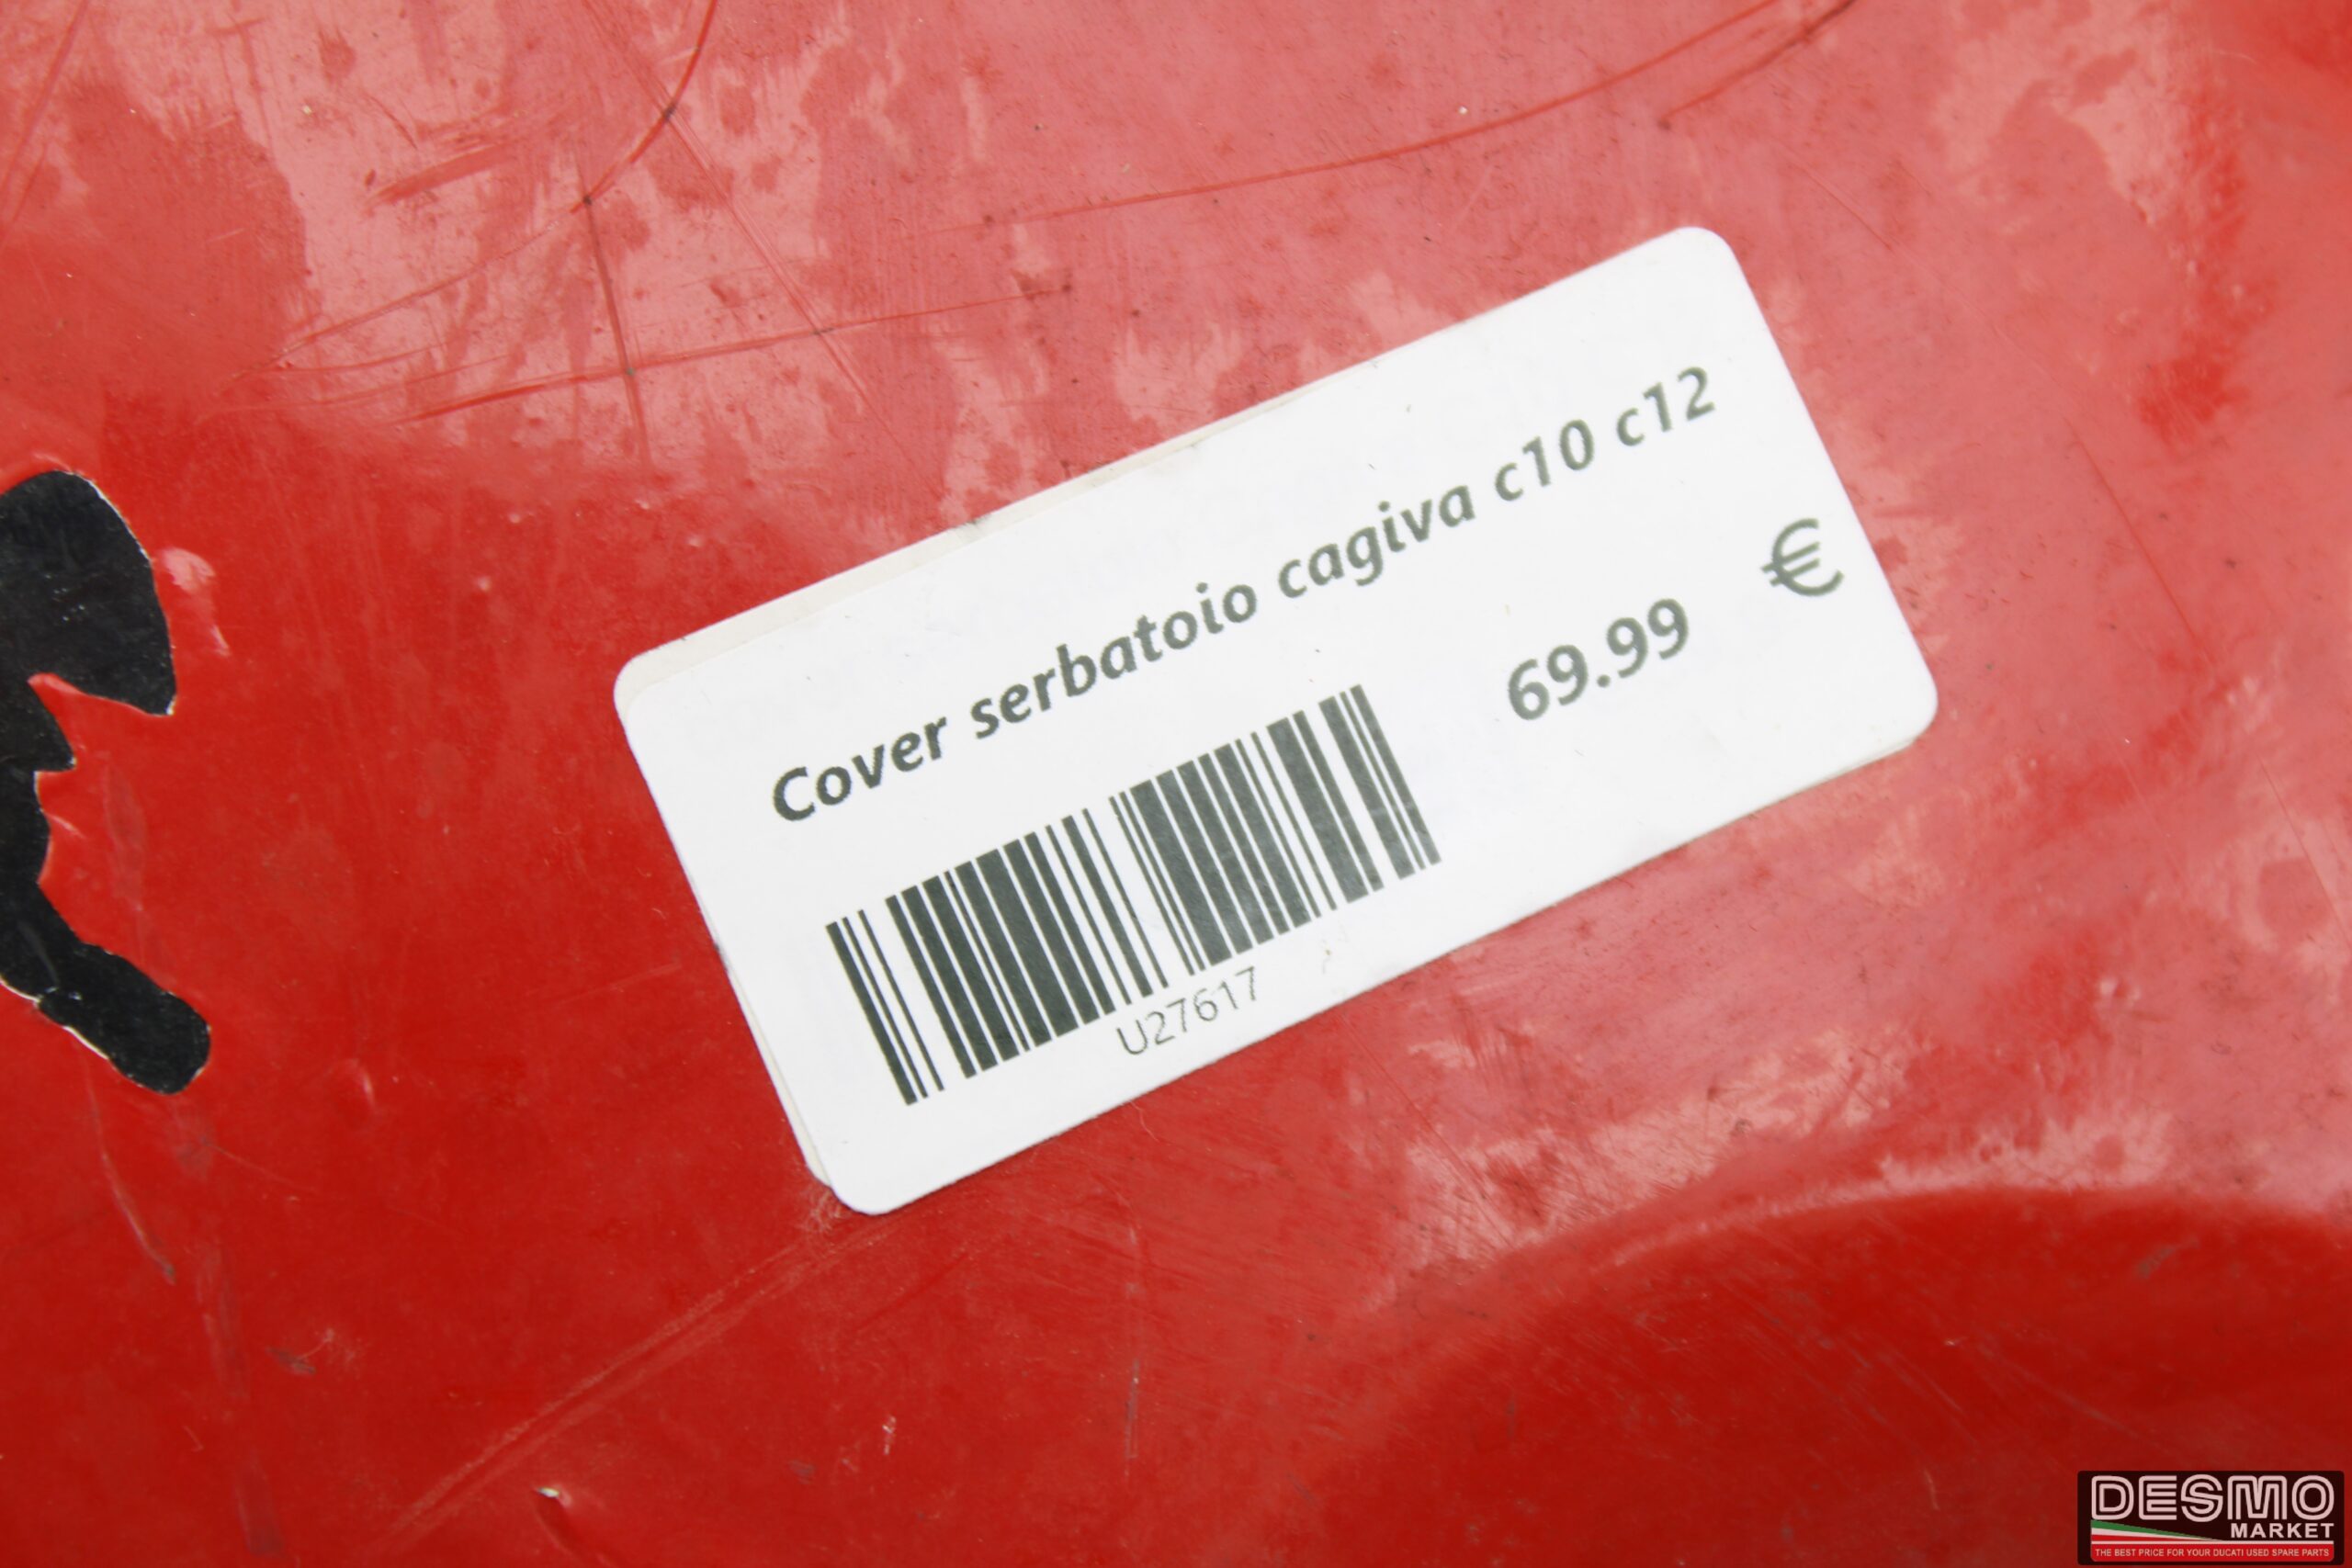 Cover serbatoio cagiva c10 c12
69.99 €
U27617
DESMO
MARKET
THE BEST PRICE FOR YOUR DUCATI USED SPARE PARTS